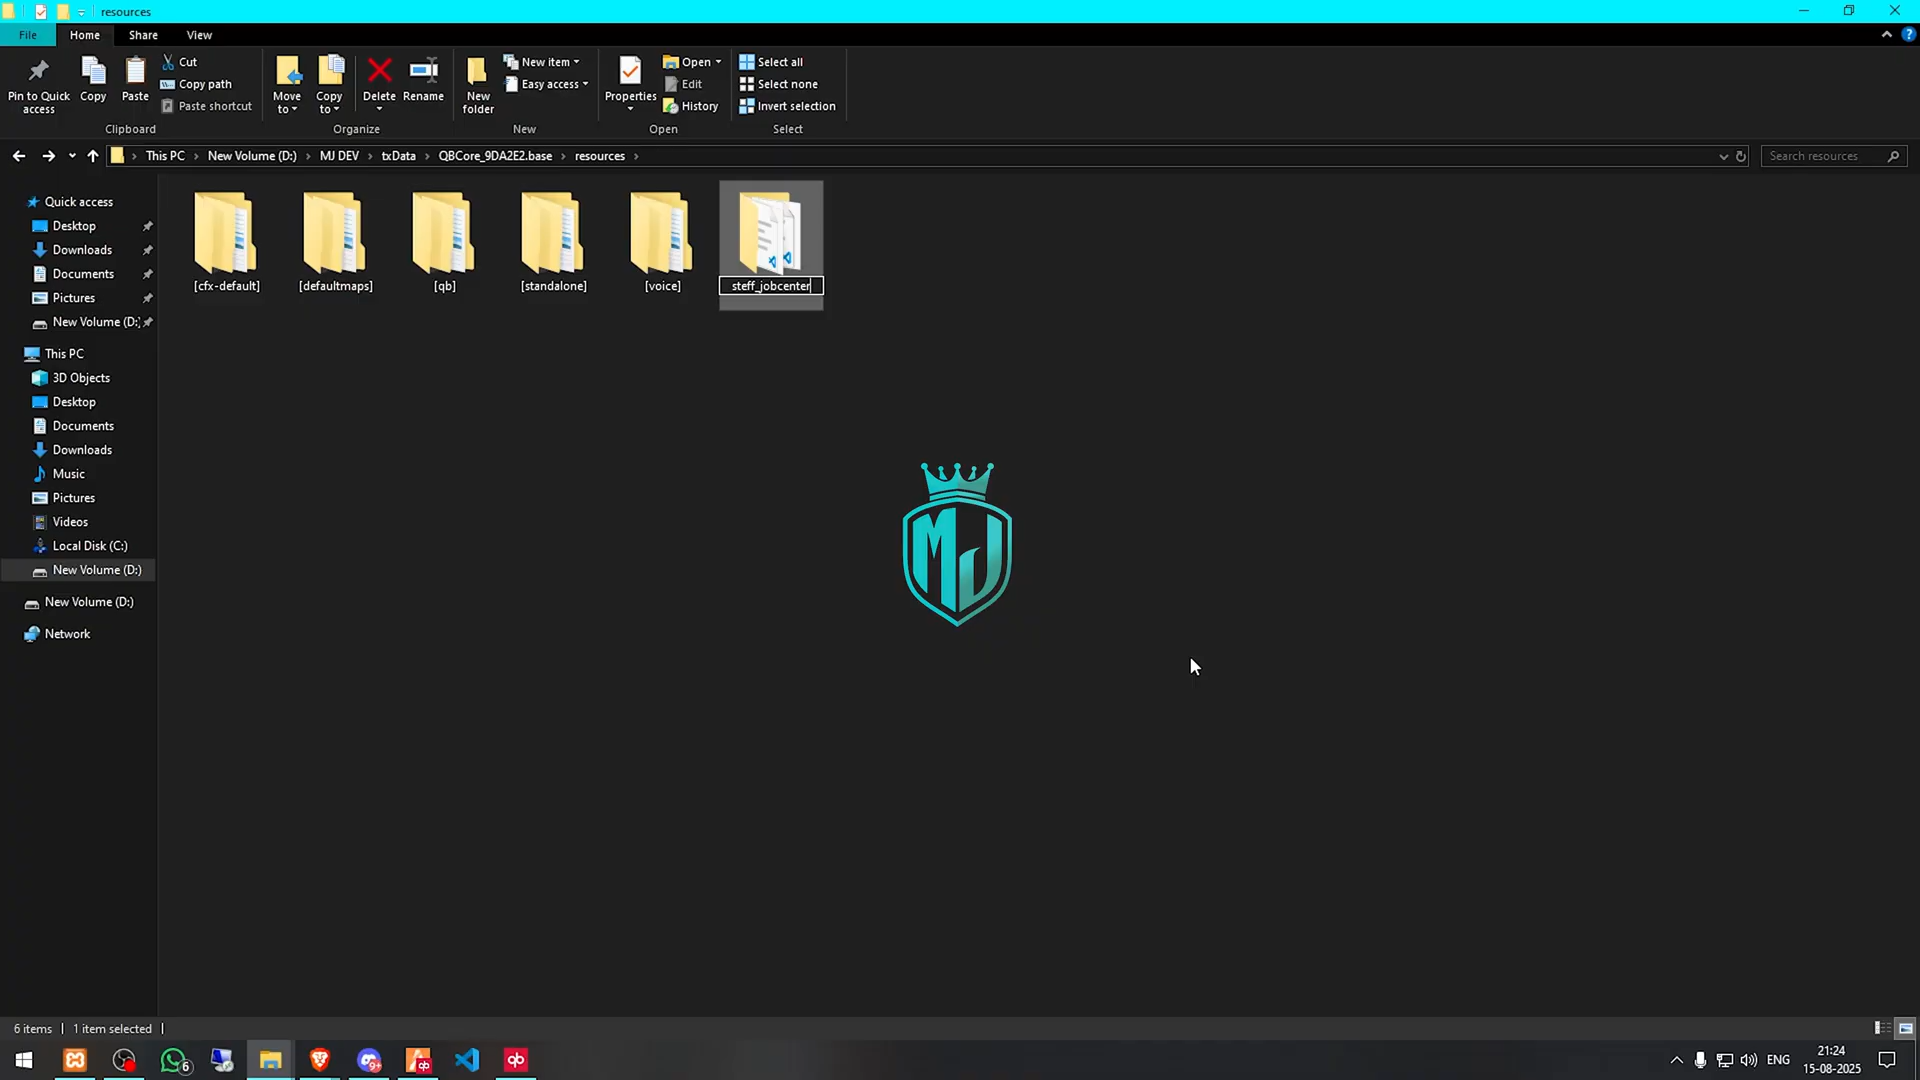 resources
File
Home
Share
View
Pin to Quick access
Copy
Paste
Cut
Copy path
Paste shortcut
Clipboard
Move to
Copy to
Delete
Rename
Organize
New folder
New item
Easy access
New
Properties
Open
Edit
History
Open
Select all
Select none
Invert selection
Select
This PC
New Volume (D:)
MJ DEV
txData
QBCore_9DA2E2.base
resources
Search resources
Quick access
Desktop
Downloads
Documents
Pictures
New Volume (D:)
This PC
3D Objects
Desktop
Documents
Downloads
Music
Pictures
Videos
Local Disk (C:)
New Volume (D:)
New Volume (D:)
Network
[cfx-default]
[defaultmaps]
[qb]
[standalone]
[voice]
steff_jobcenter
MJ
6 items
1 item selected
6
9+
qb
qb
ENG
21:24
15-08-2025